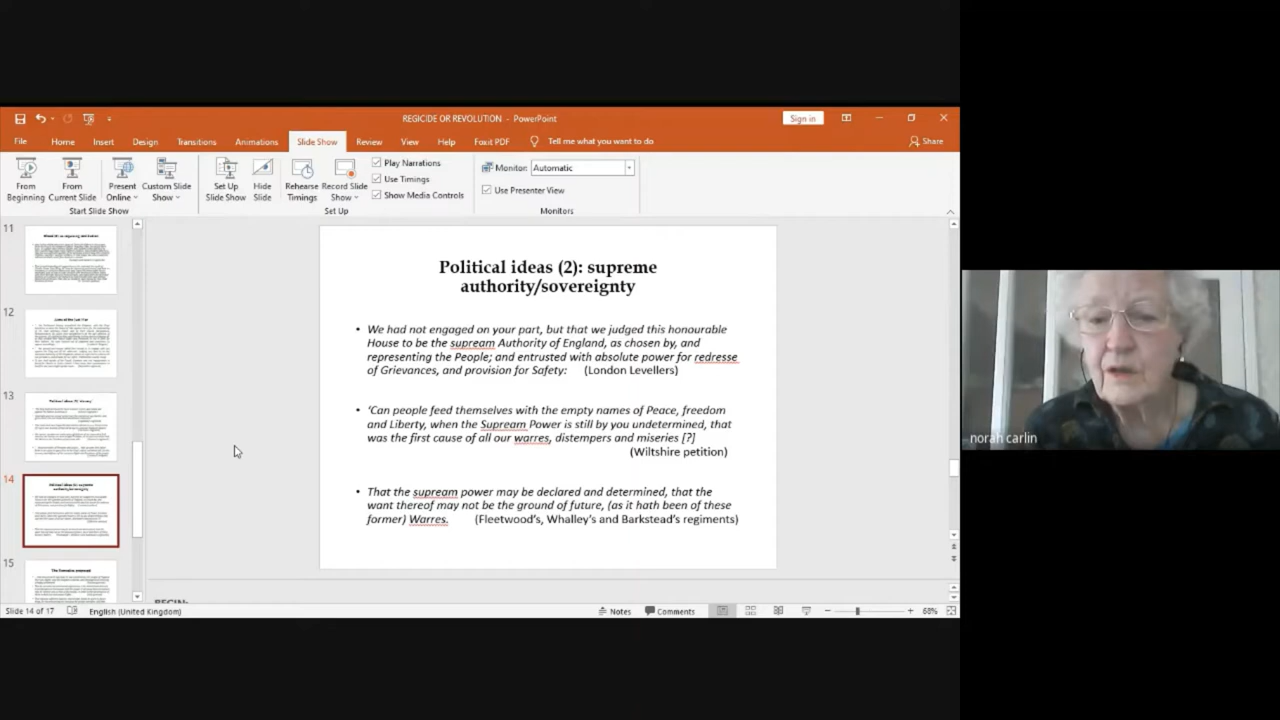 REGICIDE OR REVOLUTION - PowerPoint
Sign in
File Home Insert Design Transitions Animations Slide Show Review View Help Foxit PDF Tell me what you want to do Share
From Beginning
From Current Slide
Present Online
Custom Slide Show
Start Slide Show
Set Up Slide Show
Hide Slide
Rehearse Timings
Record Slide Show
Play Narrations
Use Timings
Show Media Controls
Set Up
Monitor: Automatic
Use Presenter View
Monitors
11
12
13
14
15
Political ideas (2): supreme
authority/sovereignty
• We had not engaged on your part, but that we judged this honourable
House to be the supream Authority of England, as chosen by, and
representing the People, and entrusted with absolute power for redresse
of Grievances, and provision for Safety: (London Levellers)
• 'Can people feed themselves with the empty names of Peace, freedom
and Liberty, when the supream Power is still by you undetermined, that
was the first cause of all our warres, distempers and miseries [?]
(Wiltshire petition)
• That the supream power may be declared and determined, that the
want thereof may not be the ground of future, (as it hath been of these
former) Warres. (Fleetwood's, Whalley's and Barkstead's regiments)
norah carlin
Slide 14 of 17 English (United Kingdom) Notes Comments 68%